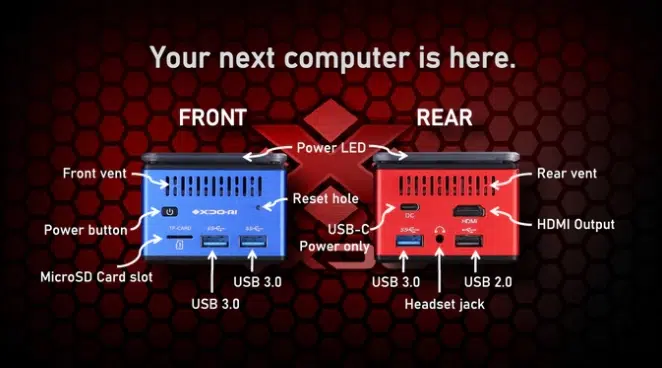 Your next computer is here.
FRONT
REAR
Power LED
Front vent
Rear vent
Reset hole
Power button
XDO.AI
DC
HDMI
USB-C
Power only
HDMI Output
TF-CARD
MicroSD Card slot
USB 3.0
USB 3.0
USB 3.0
USB 2.0
Headset jack